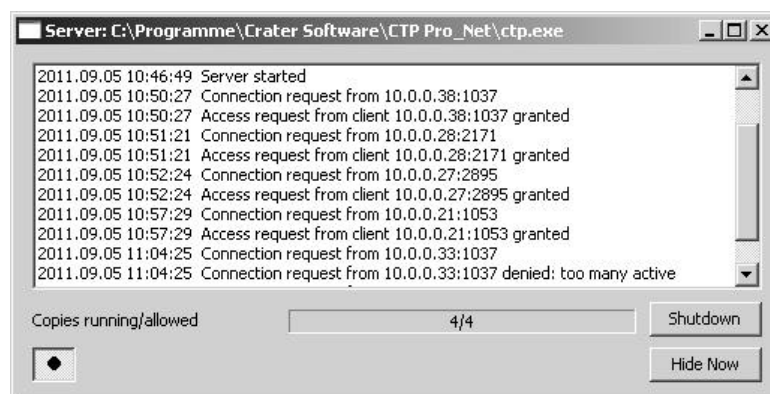 Server: C:\Programme\Crater Software\CTP Pro_Net\ctp.exe
2011.09.05 10:46:49 Server started
2011.09.05 10:50:27 Connection request from 10.0.0.38:1037
2011.09.05 10:50:27 Access request from client 10.0.0.38:1037 granted
2011.09.05 10:51:21 Connection request from 10.0.0.28:2171
2011.09.05 10:51:21 Access request from client 10.0.0.28:2171 granted
2011.09.05 10:52:24 Connection request from 10.0.0.27:2895
2011.09.05 10:52:24 Access request from client 10.0.0.27:2895 granted
2011.09.05 10:57:29 Connection request from 10.0.0.21:1053
2011.09.05 10:57:29 Access request from client 10.0.0.21:1053 granted
2011.09.05 11:04:25 Connection request from 10.0.0.33:1037
2011.09.05 11:04:25 Connection request from 10.0.0.33:1037 denied: too many active
Copies running/allowed 4/4 Shutdown
Hide Now